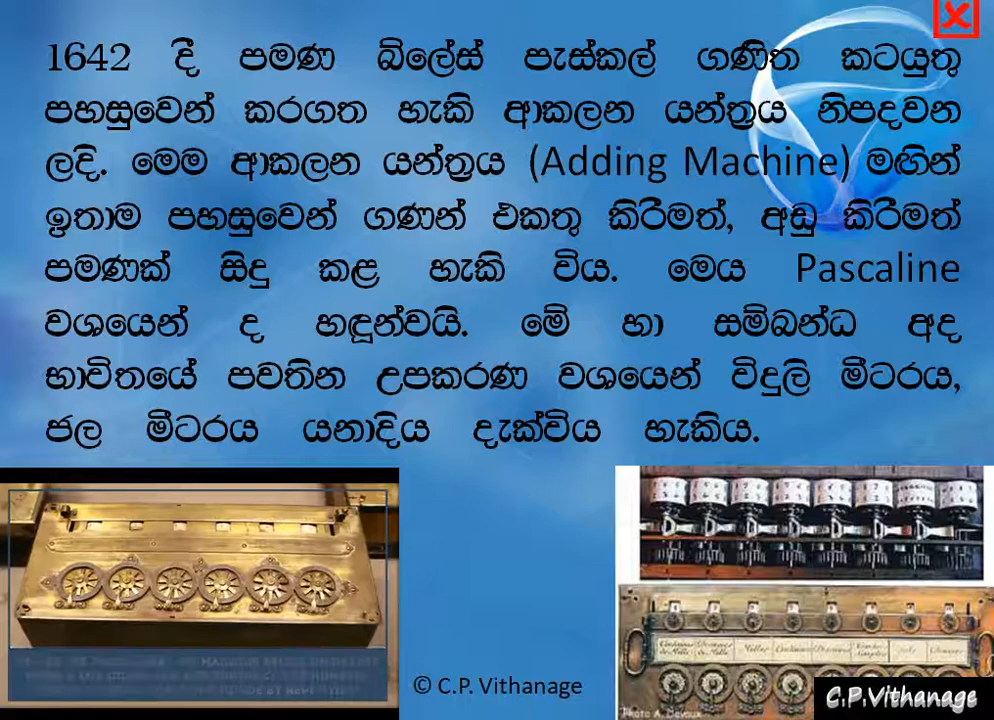 1642 දී පමණ බ්ලේස් පැස්කල් ගණිත කටයුතු
පහසුවෙන් කරගත හැකි ආකලන යන්ත්‍රය නිපදවන
ලදි. මෙම ආකලන යන්ත්‍රය (Adding Machine) මඟින්
ඉතාම පහසුවෙන් ගණන් එකතු කිරීමත්, අඩු කිරීමත්
පමණක් සිදු කළ හැකි විය. මෙය Pascaline
වශයෙන් ද හඳුන්වයි. මේ හා සම්බන්ධ අද
භාවිතයේ පවතින උපකරණ වශයෙන් විදුලි මීටරය,
ජල මීටරය යනාදිය දැක්විය හැකිය.
© C.P. Vithanage
Photo A. Devaux
C.P.Vithanage